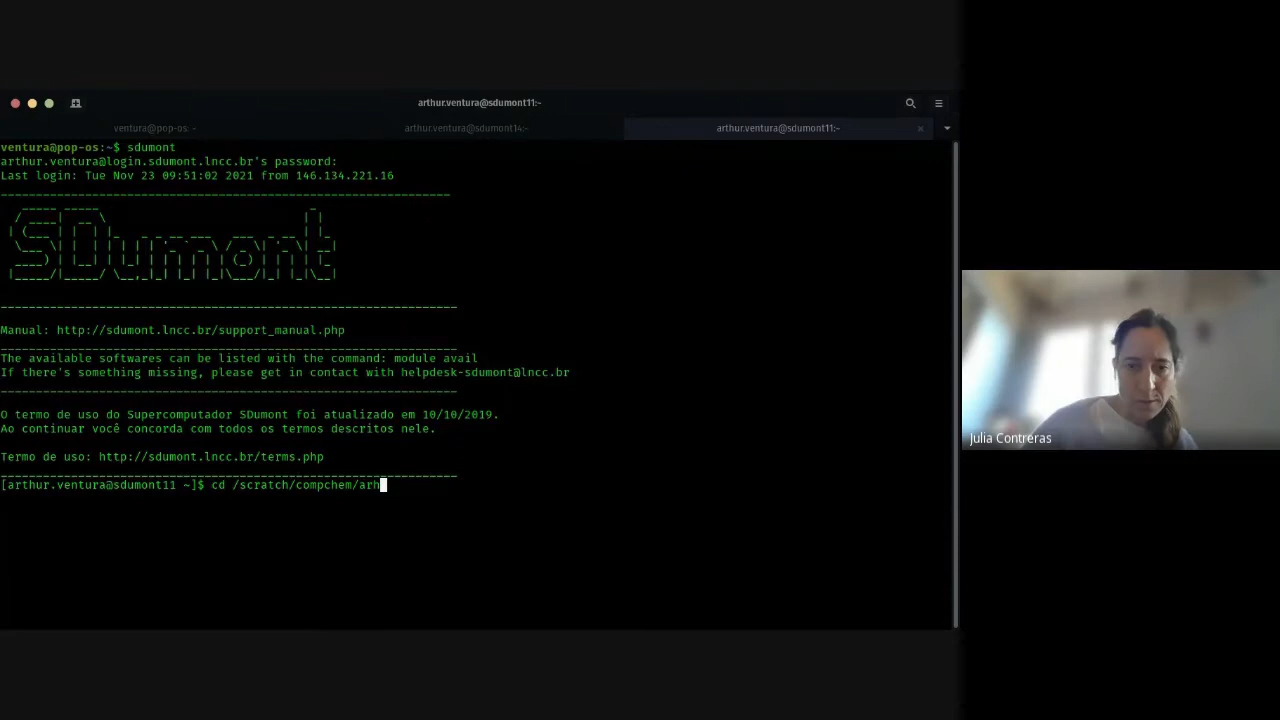 arthur.ventura@sdumont11:~
ventura@pop-os: ~
arthur.ventura@sdumont14:~
arthur.ventura@sdumont11:~
ventura@pop-os:~$ sdumont
arthur.ventura@login.sdumont.lncc.br's password:
Last login: Tue Nov 23 09:51:02 2021 from 146.134.221.16
SDumont
Manual: http://sdumont.lncc.br/support_manual.php
The available softwares can be listed with the command: module avail
If there's something missing, please get in contact with helpdesk-sdumont@lncc.br
O termo de uso do Supercomputador SDumont foi atualizado em 10/10/2019.
Ao continuar você concorda com todos os termos descritos nele.
Termo de uso: http://sdumont.lncc.br/terms.php
[arthur.ventura@sdumont11 ~]$ cd /scratch/compchem/arh
Julia Contreras